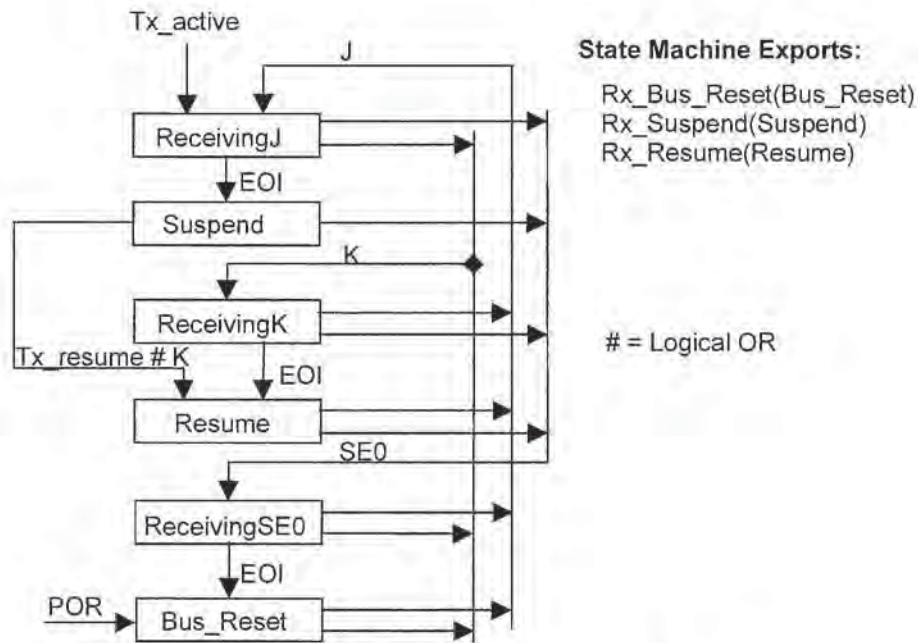 Tx_active
J
State Machine Exports:
Rx_Bus_Reset(Bus_Reset)
Rx_Suspend(Suspend)
Rx_Resume(Resume)
ReceivingJ
EOI
Suspend
K
ReceivingK
# = Logical OR
Tx_resume # K
EOI
Resume
SE0
ReceivingSE0
EOI
POR
Bus_Reset